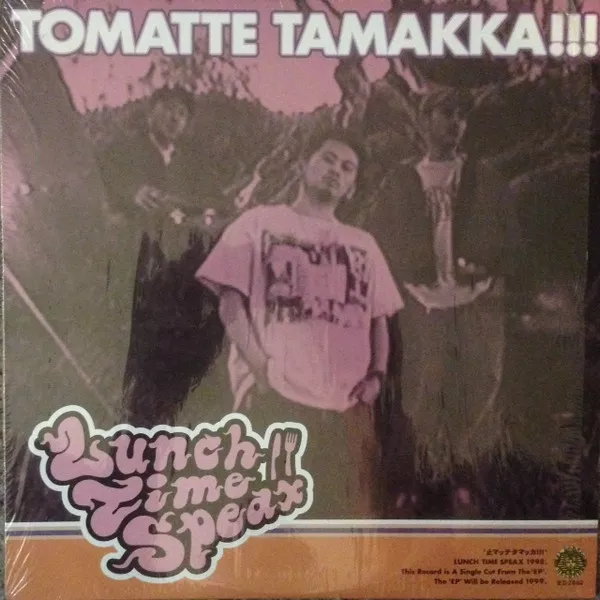 TOMATTE TAMAKKA!!!
Lunch
Time
Speax
"止マッテタマッカ!!!"
LUNCH TIME SPEAX 1998.
This Record is A Single Cut From The "EP".
The "EP" Will be Released 1999.